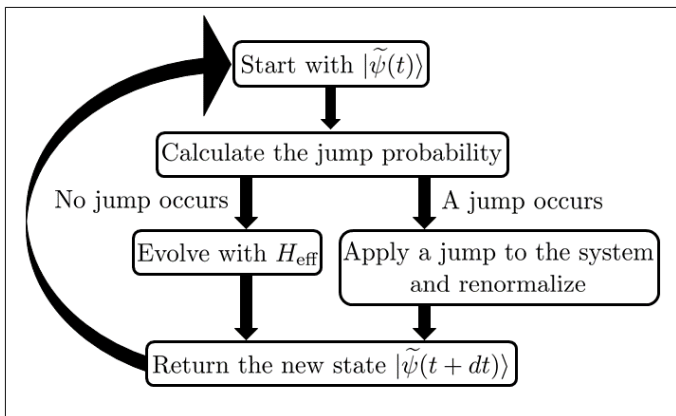 Start with |ψ̃(t)⟩
Calculate the jump probability
No jump occurs
A jump occurs
Evolve with H_eff
Apply a jump to the system
and renormalize
Return the new state |ψ̃(t + dt)⟩